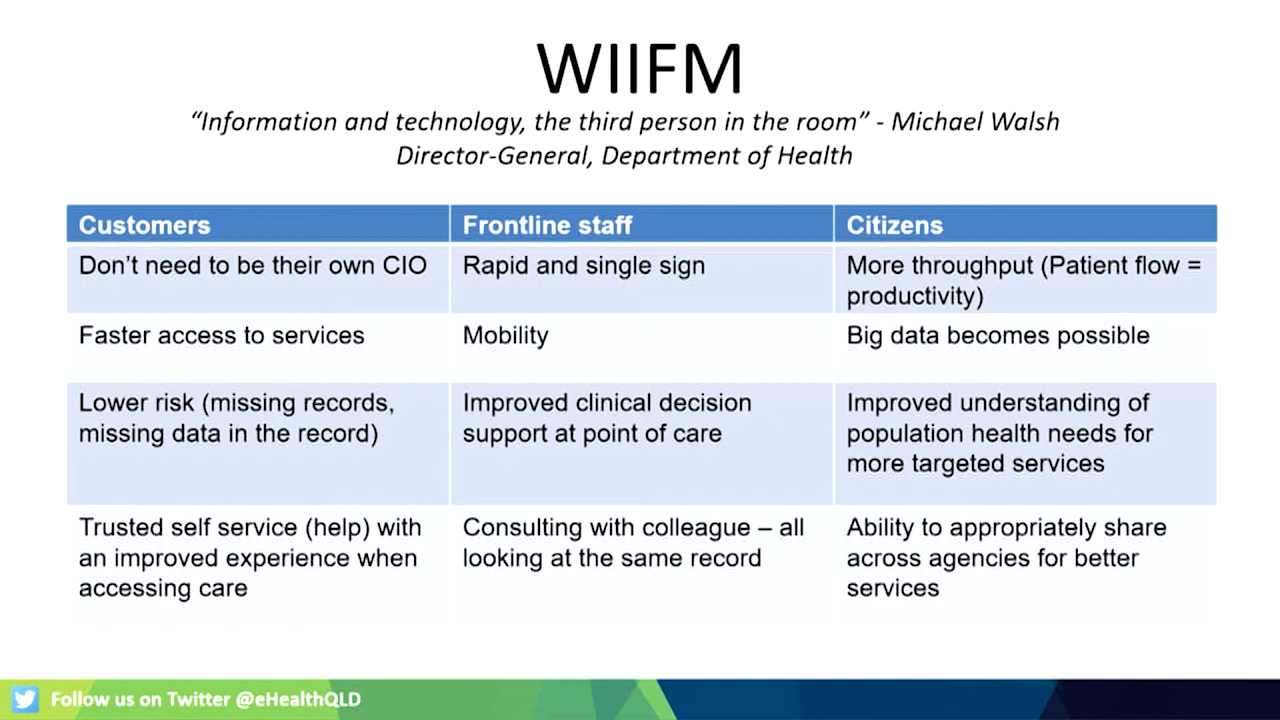 WIIFM
“Information and technology, the third person in the room” - Michael Walsh
Director-General, Department of Health
Customers
Frontline staff
Citizens
Don’t need to be their own CIO
Rapid and single sign
More throughput (Patient flow =
productivity)
Faster access to services
Mobility
Big data becomes possible
Lower risk (missing records,
missing data in the record)
Improved clinical decision
support at point of care
Improved understanding of
population health needs for
more targeted services
Trusted self service (help) with
an improved experience when
accessing care
Consulting with colleague – all
looking at the same record
Ability to appropriately share
across agencies for better
services
Follow us on Twitter @eHealthQLD